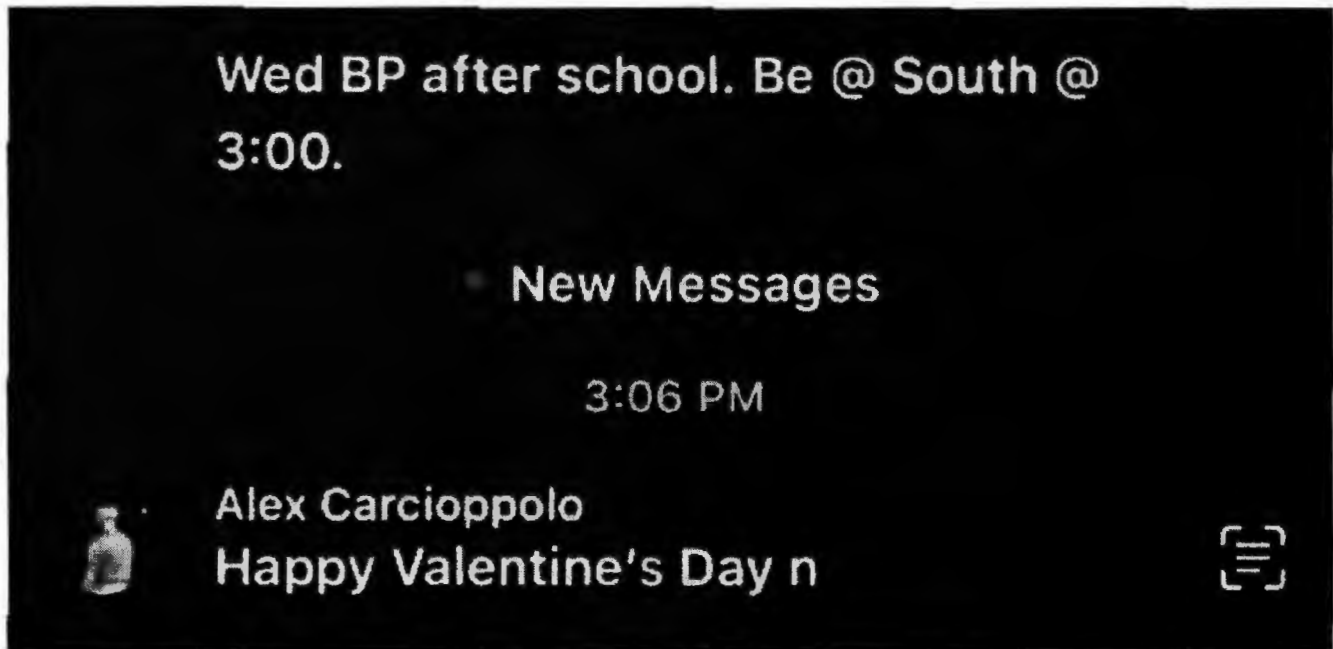 Wed BP after school. Be @ South @
3:00.
New Messages
3:06 PM
Alex Carcioppolo
Happy Valentine's Day n